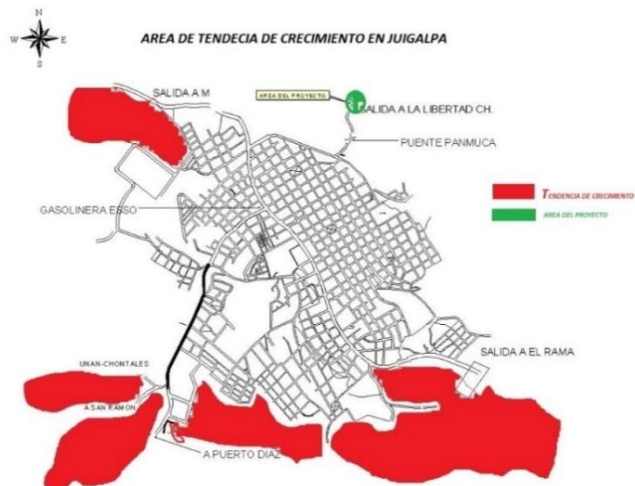 N
W E
S
AREA DE TENDECIA DE CRECIMIENTO EN JUIGALPA
SALIDA A M
AREA DEL PROYECTO
SALIDA A LA LIBERTAD CH.
PUENTE PANMUCA
GASOLINERA ESSO
TENDENCIA DE CRECIMIENTO
AREA DEL PROYECTO
SALIDA A EL RAMA
UNAN-CHONTALES
A SAN RAMON
A PUERTO DIAZ